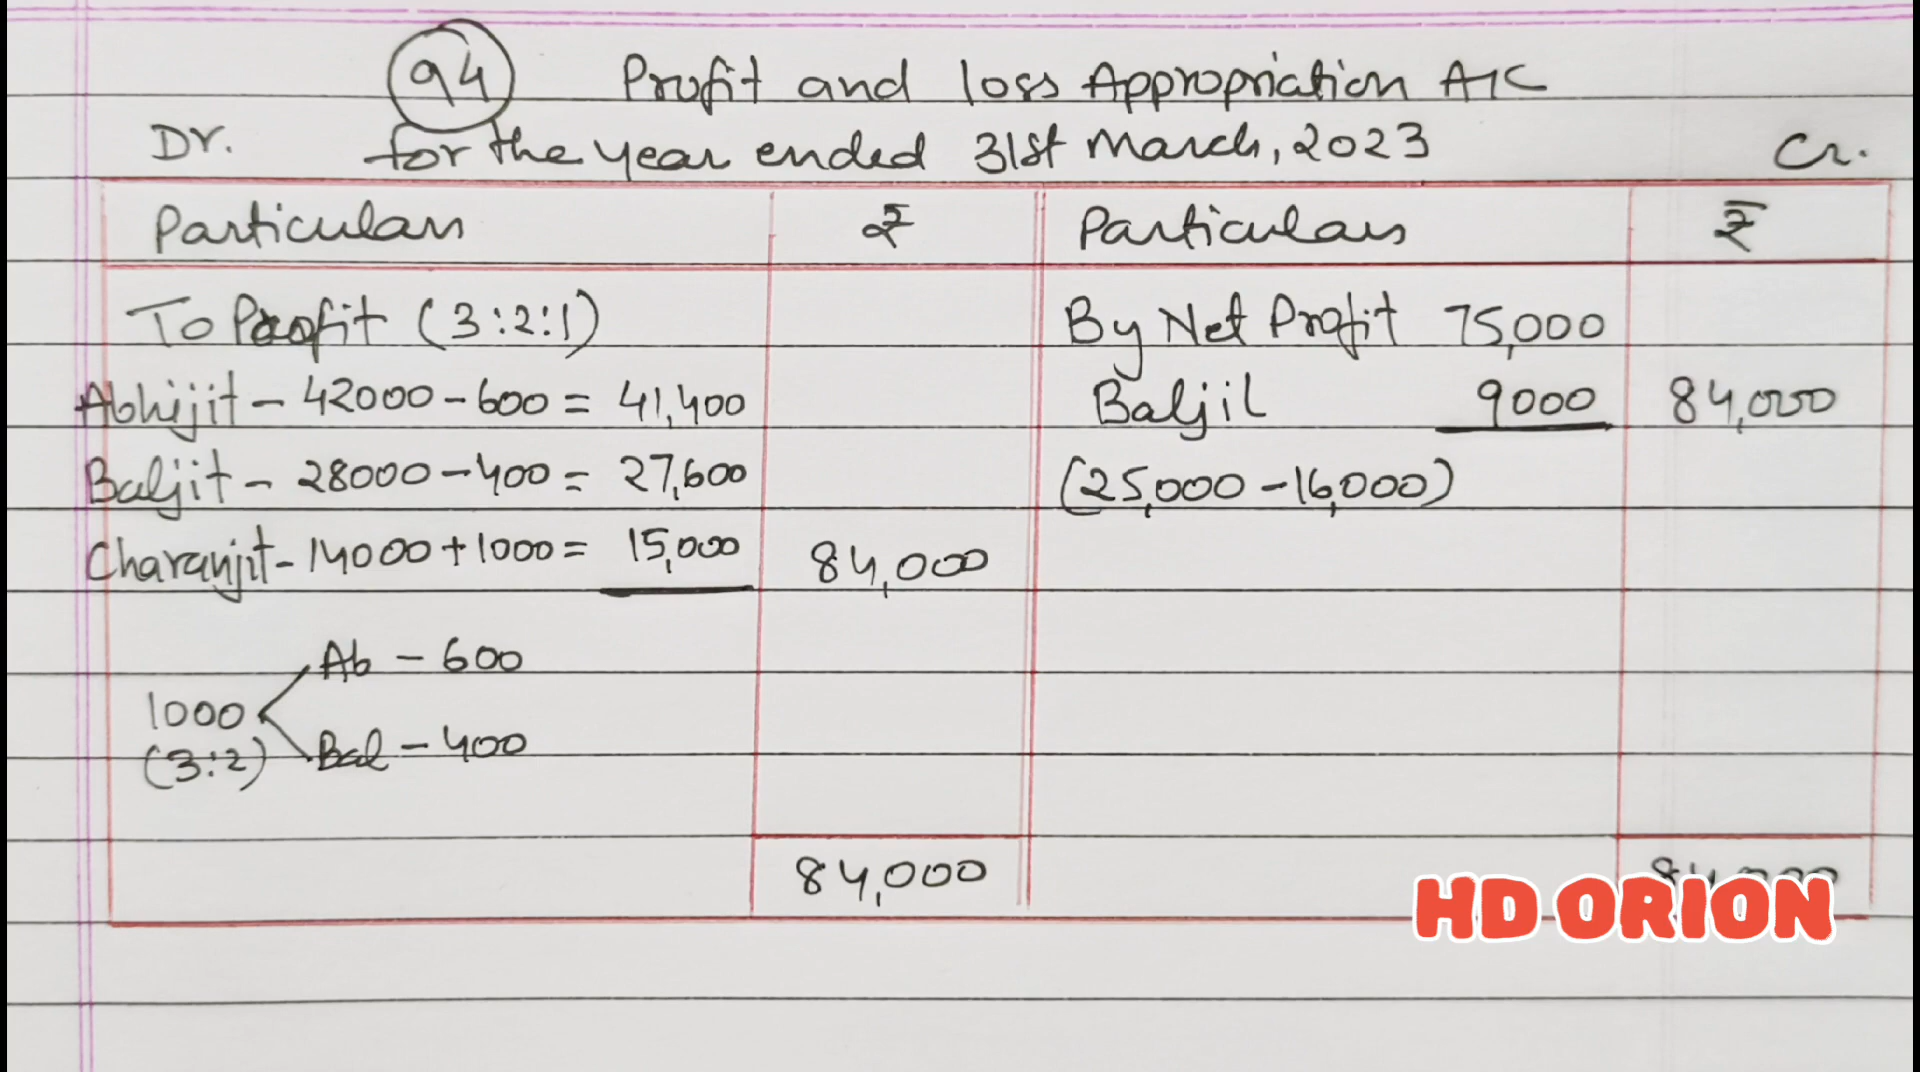 94 Profit and loss Appropriation A/C
Dr. for the year ended 31st March, 2023 Cr.
Particulars ₹ Particulars ₹
To Profit (3:2:1) By Net Profit 75,000
Abhijit - 42000 - 600 = 41,400 Baljit 9000 84,000
Baljit - 28000 - 400 = 27,600 (25,000 - 16,000)
Charanjit - 14000 + 1000 = 15,000 84,000
Ab - 600
1000
(3:2) Bal - 400
84,000 84,000
HD ORION